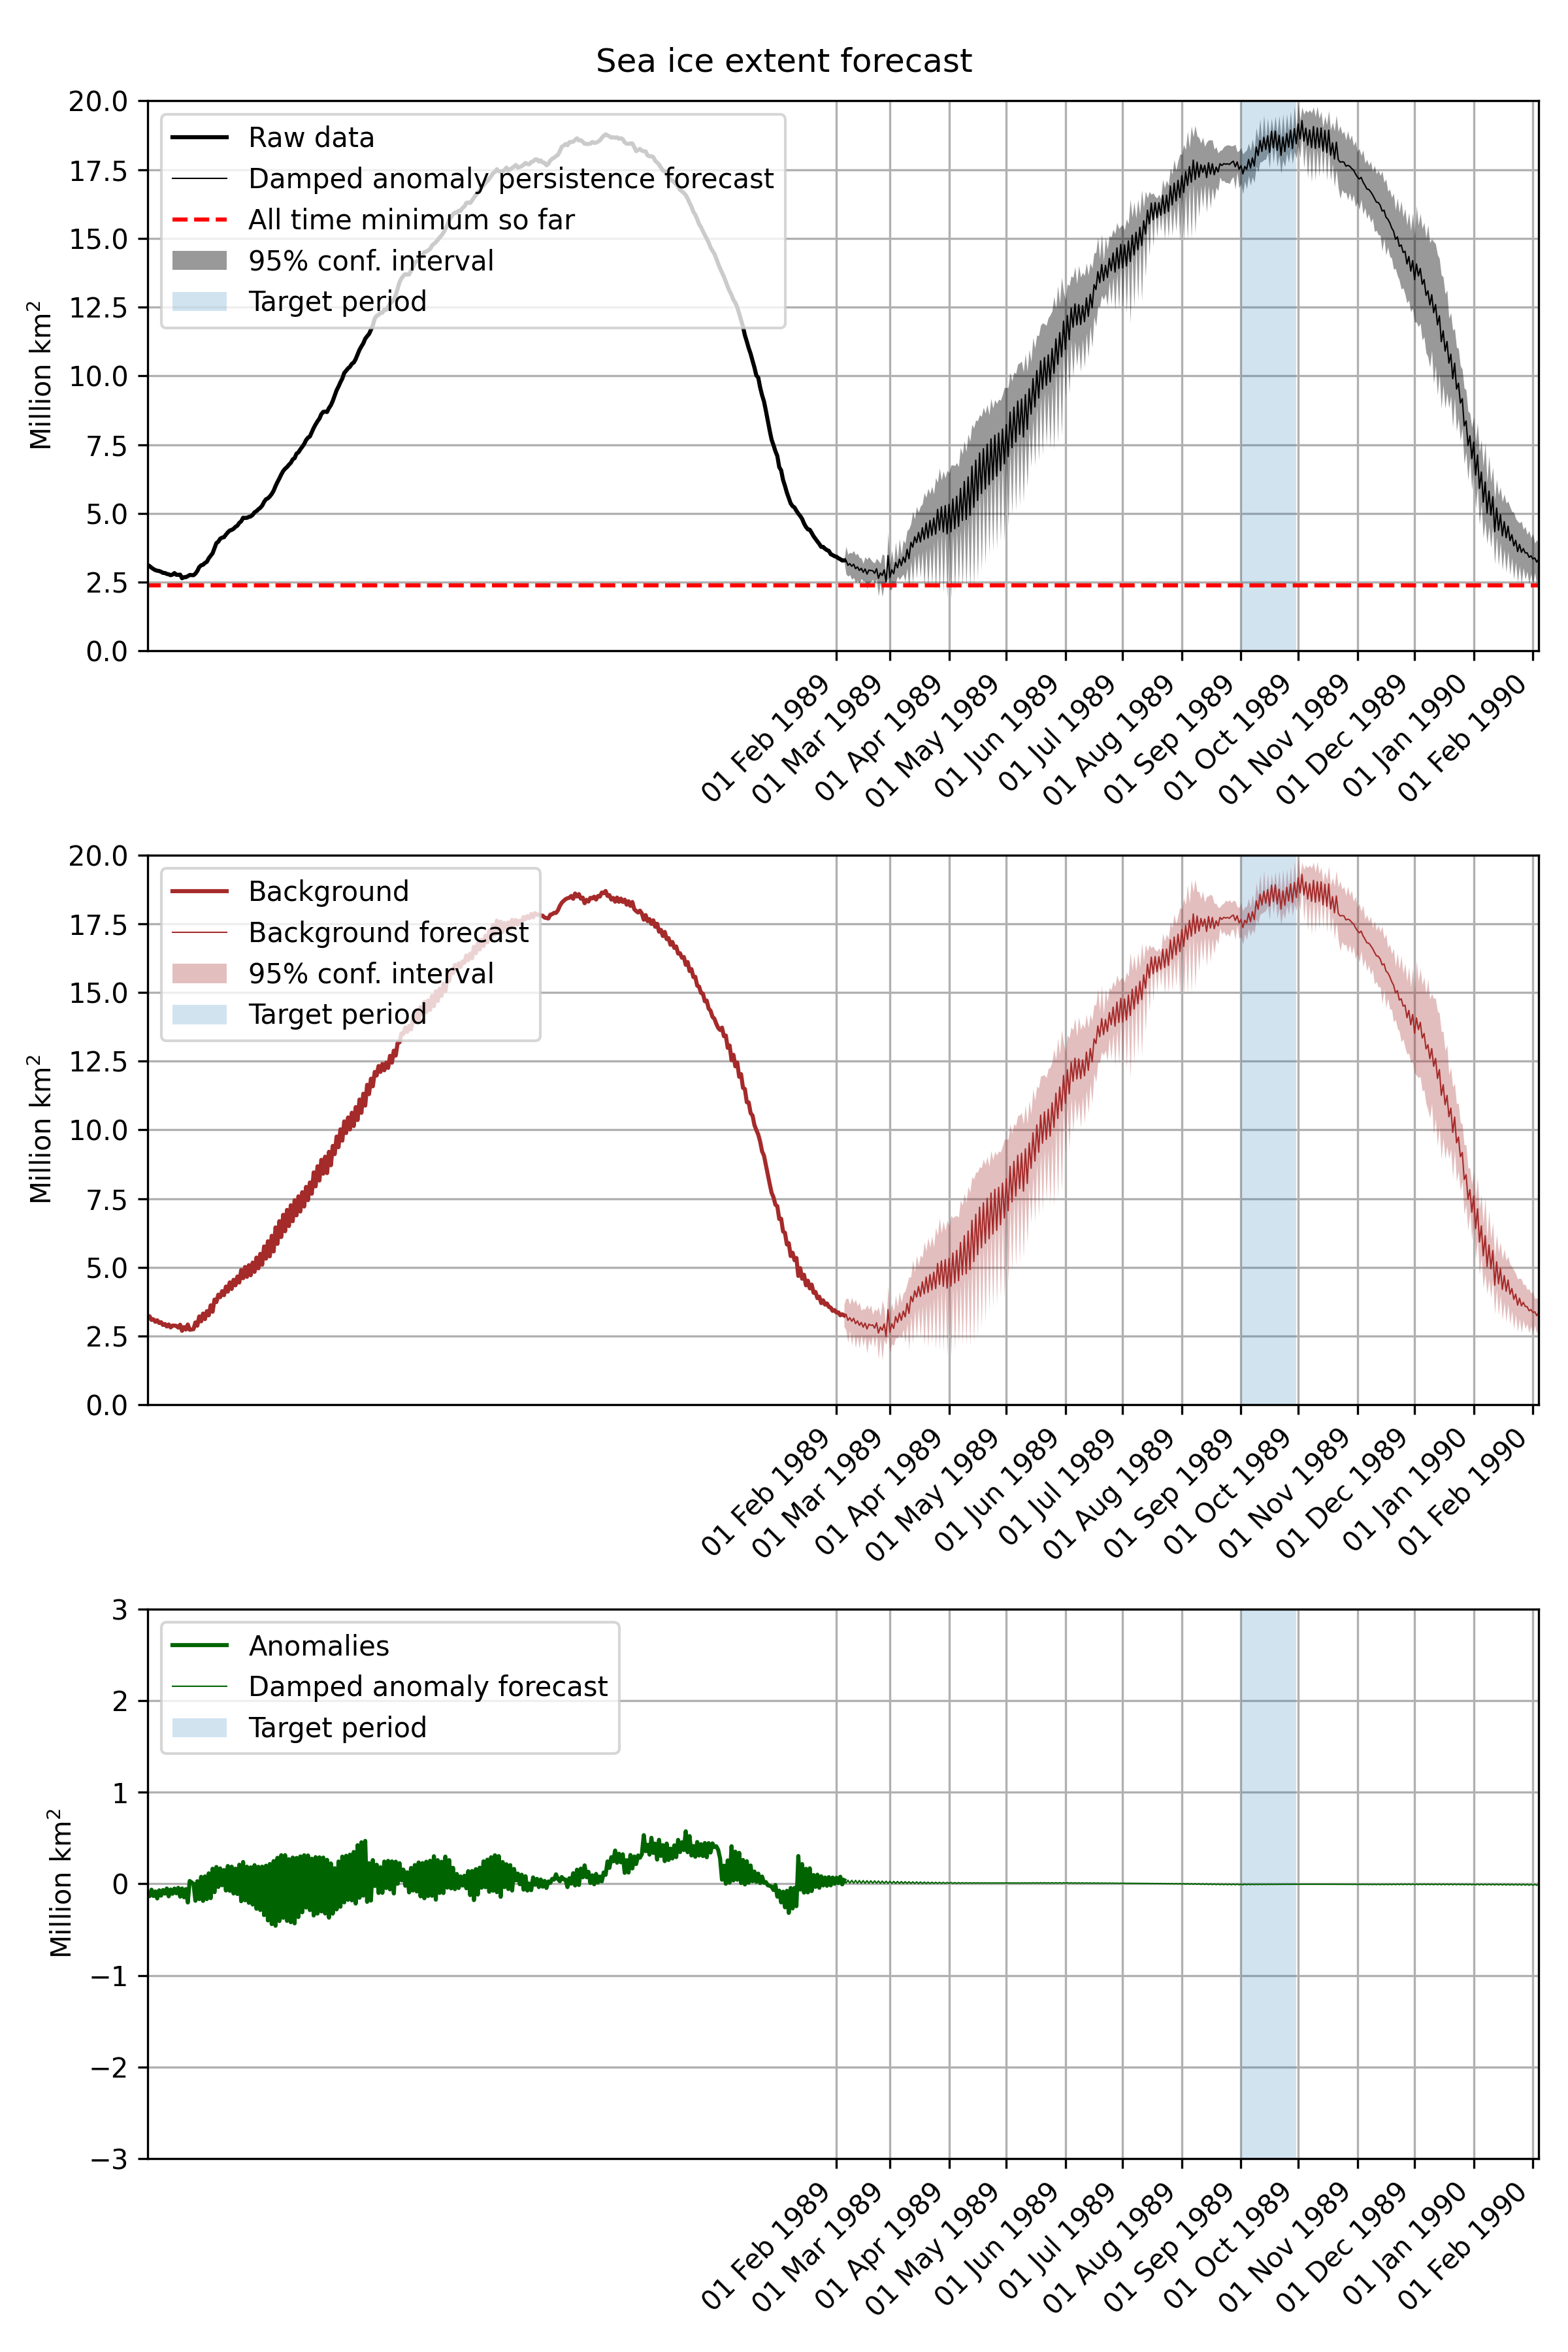 Sea ice extent forecast
20.0
17.5
15.0
12.5
10.0
7.5
5.0
2.5
0.0
Million km²
Raw data
Damped anomaly persistence forecast
All time minimum so far
95% conf. interval
Target period
01 Feb 1989
01 Mar 1989
01 Apr 1989
01 May 1989
01 Jun 1989
01 Jul 1989
01 Aug 1989
01 Sep 1989
01 Oct 1989
01 Nov 1989
01 Dec 1989
01 Jan 1990
01 Feb 1990
20.0
17.5
15.0
12.5
10.0
7.5
5.0
2.5
0.0
Million km²
Background
Background forecast
95% conf. interval
Target period
01 Feb 1989
01 Mar 1989
01 Apr 1989
01 May 1989
01 Jun 1989
01 Jul 1989
01 Aug 1989
01 Sep 1989
01 Oct 1989
01 Nov 1989
01 Dec 1989
01 Jan 1990
01 Feb 1990
3
2
1
0
−1
−2
−3
Million km²
Anomalies
Damped anomaly forecast
Target period
01 Feb 1989
01 Mar 1989
01 Apr 1989
01 May 1989
01 Jun 1989
01 Jul 1989
01 Aug 1989
01 Sep 1989
01 Oct 1989
01 Nov 1989
01 Dec 1989
01 Jan 1990
01 Feb 1990